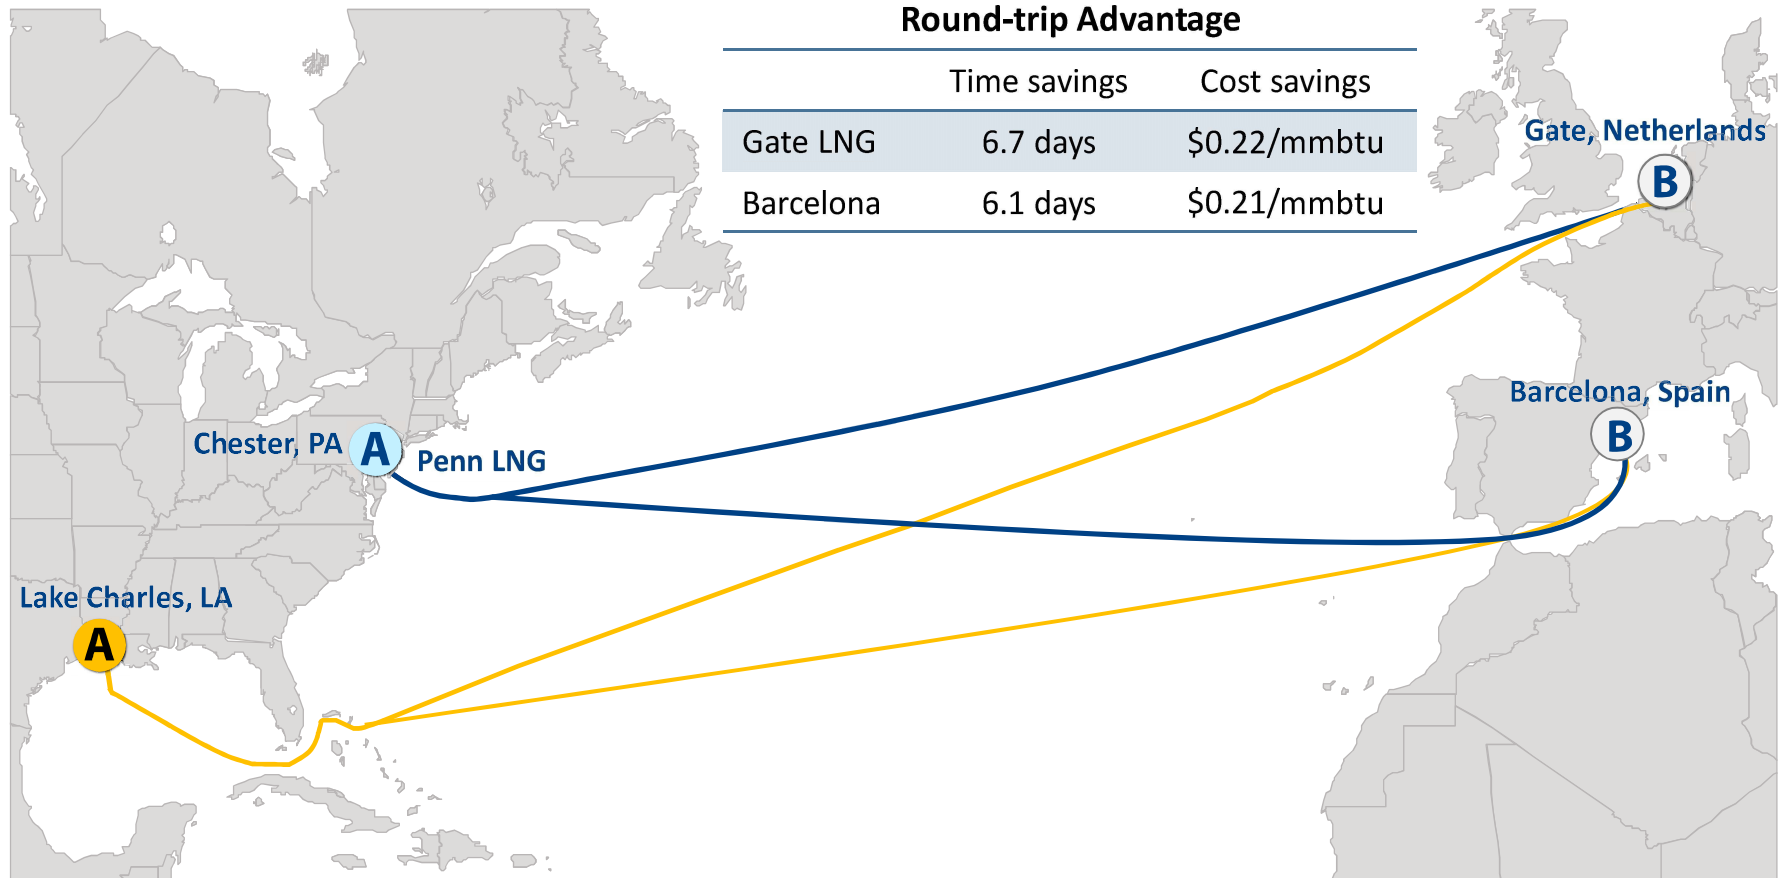 Round-trip Advantage
Time savings Cost savings
Gate LNG 6.7 days $0.22/mmbtu
Barcelona 6.1 days $0.21/mmbtu
Gate, Netherlands
B
Barcelona, Spain
B
Chester, PA
A
Penn LNG
Lake Charles, LA
A